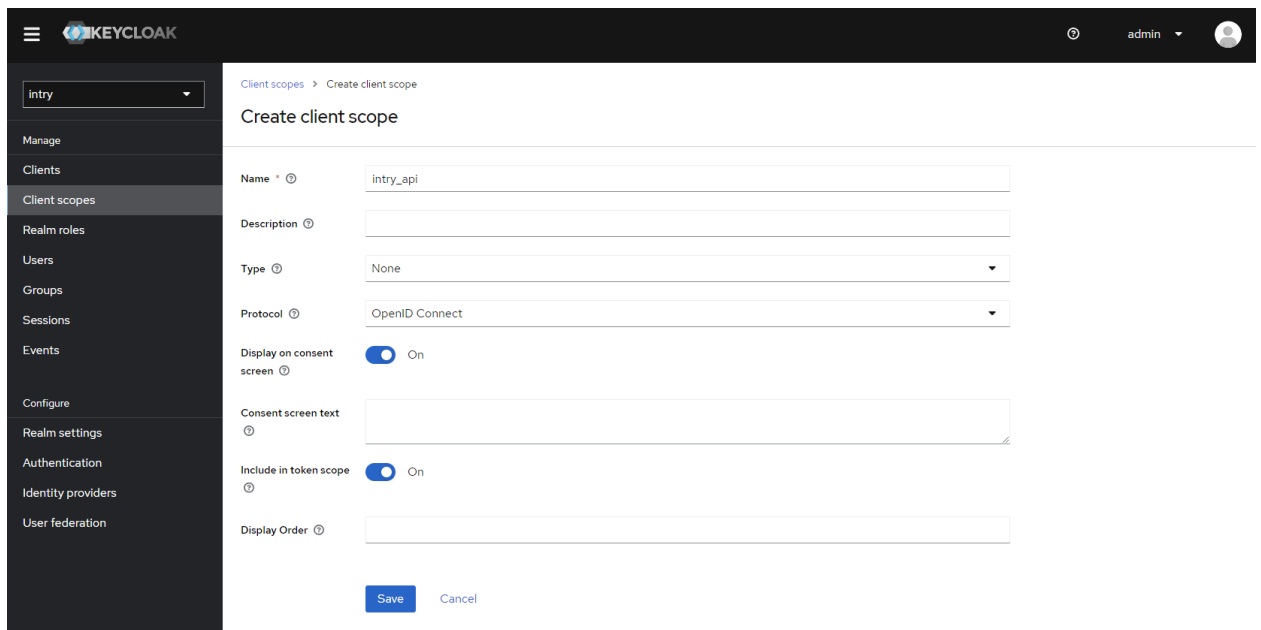 KEYCLOAK
admin
intry
Manage
Clients
Client scopes
Realm roles
Users
Groups
Sessions
Events
Configure
Realm settings
Authentication
Identity providers
User federation
Client scopes > Create client scope
Create client scope
Name * intry_api
Description
Type None
Protocol OpenID Connect
Display on consent
screen
On
Consent screen text
Include in token scope
On
Display Order
Save Cancel